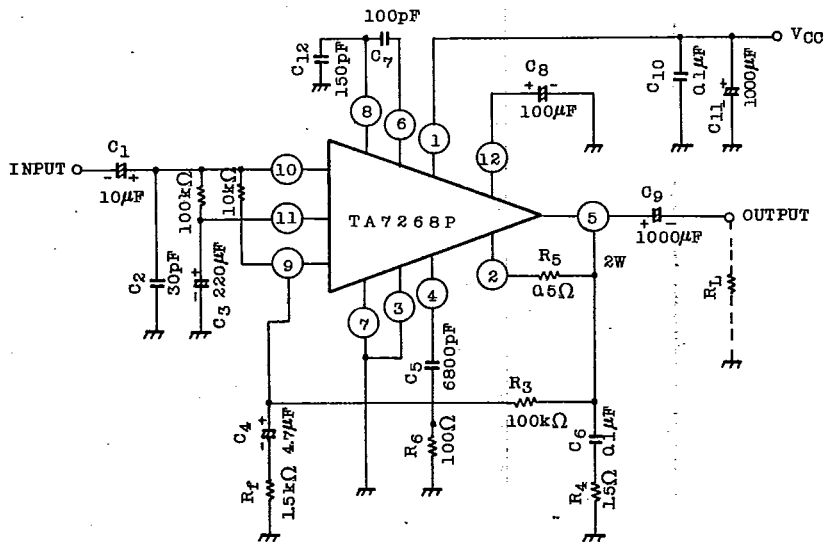 100pF
C12
150pF
C7
8
6
1
VCC
C10
0.1µF
C11
+
1000µF
C8
+ -
100µF
12
INPUT
C1
- +
10µF
100kΩ
10kΩ
10
11
9
TA7268P
5
C9
+ -
1000µF
OUTPUT
C2
30pF
- +
C3
220µF
7
3
4
2
R5
0.5Ω
2W
RL
C5
6800pF
R3
100kΩ
C4
- +
4.7µF
R6
100Ω
C6
0.1µF
Rf
1.5kΩ
R4
1.5Ω